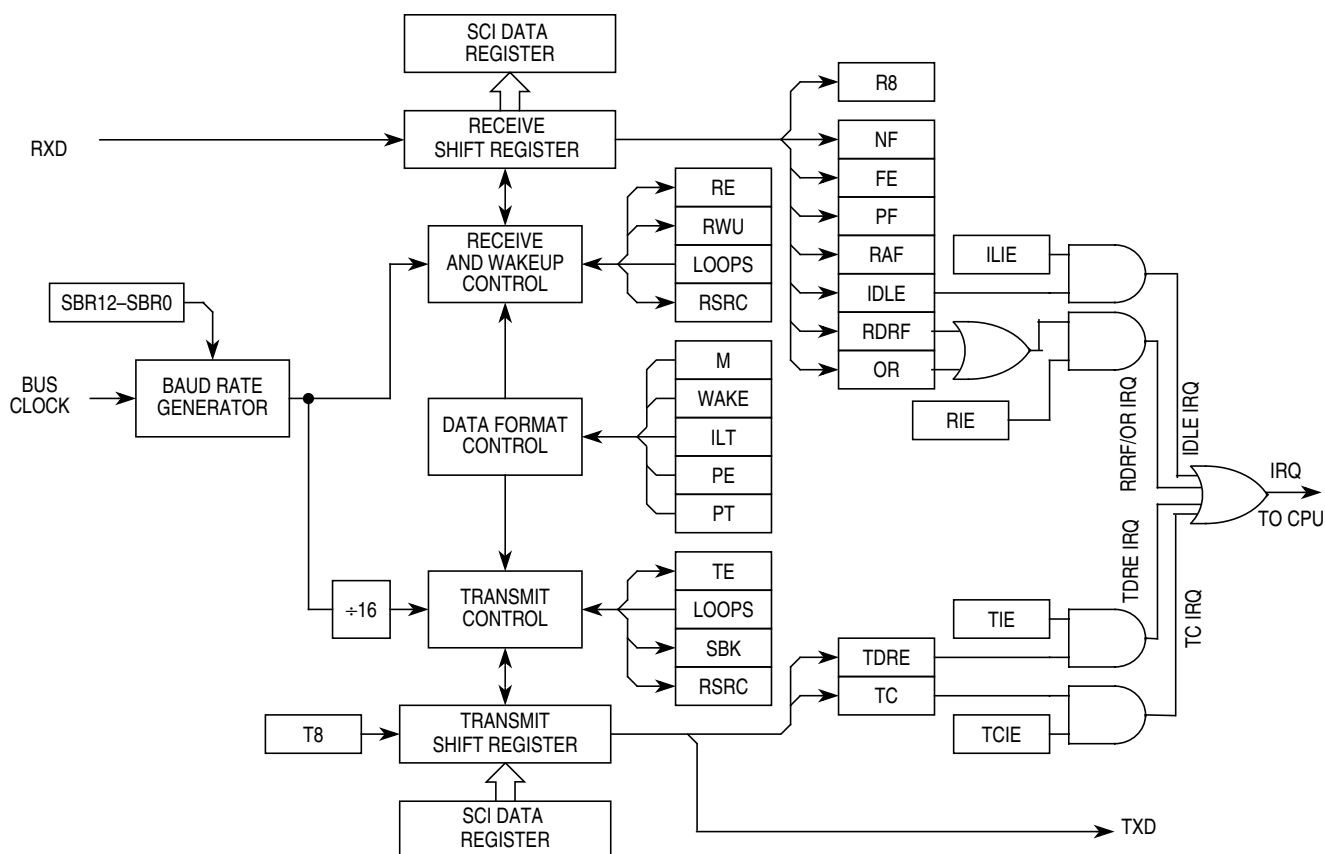 SCI DATA
REGISTER
R8
RXD
RECEIVE
SHIFT REGISTER
NF
FE
PF
RAF
IDLE
RDRF
OR
RE
RWU
LOOPS
RSRC
RECEIVE
AND WAKEUP
CONTROL
ILIE
RIE
SBR12–SBR0
BUS
CLOCK
BAUD RATE
GENERATOR
DATA FORMAT
CONTROL
M
WAKE
ILT
PE
PT
RDRF/OR IRQ
IDLE IRQ
TDRE IRQ
TC IRQ
IRQ
TO CPU
÷16
TRANSMIT
CONTROL
TE
LOOPS
SBK
RSRC
TIE
TDRE
TC
TCIE
T8
TRANSMIT
SHIFT REGISTER
SCI DATA
REGISTER
TXD